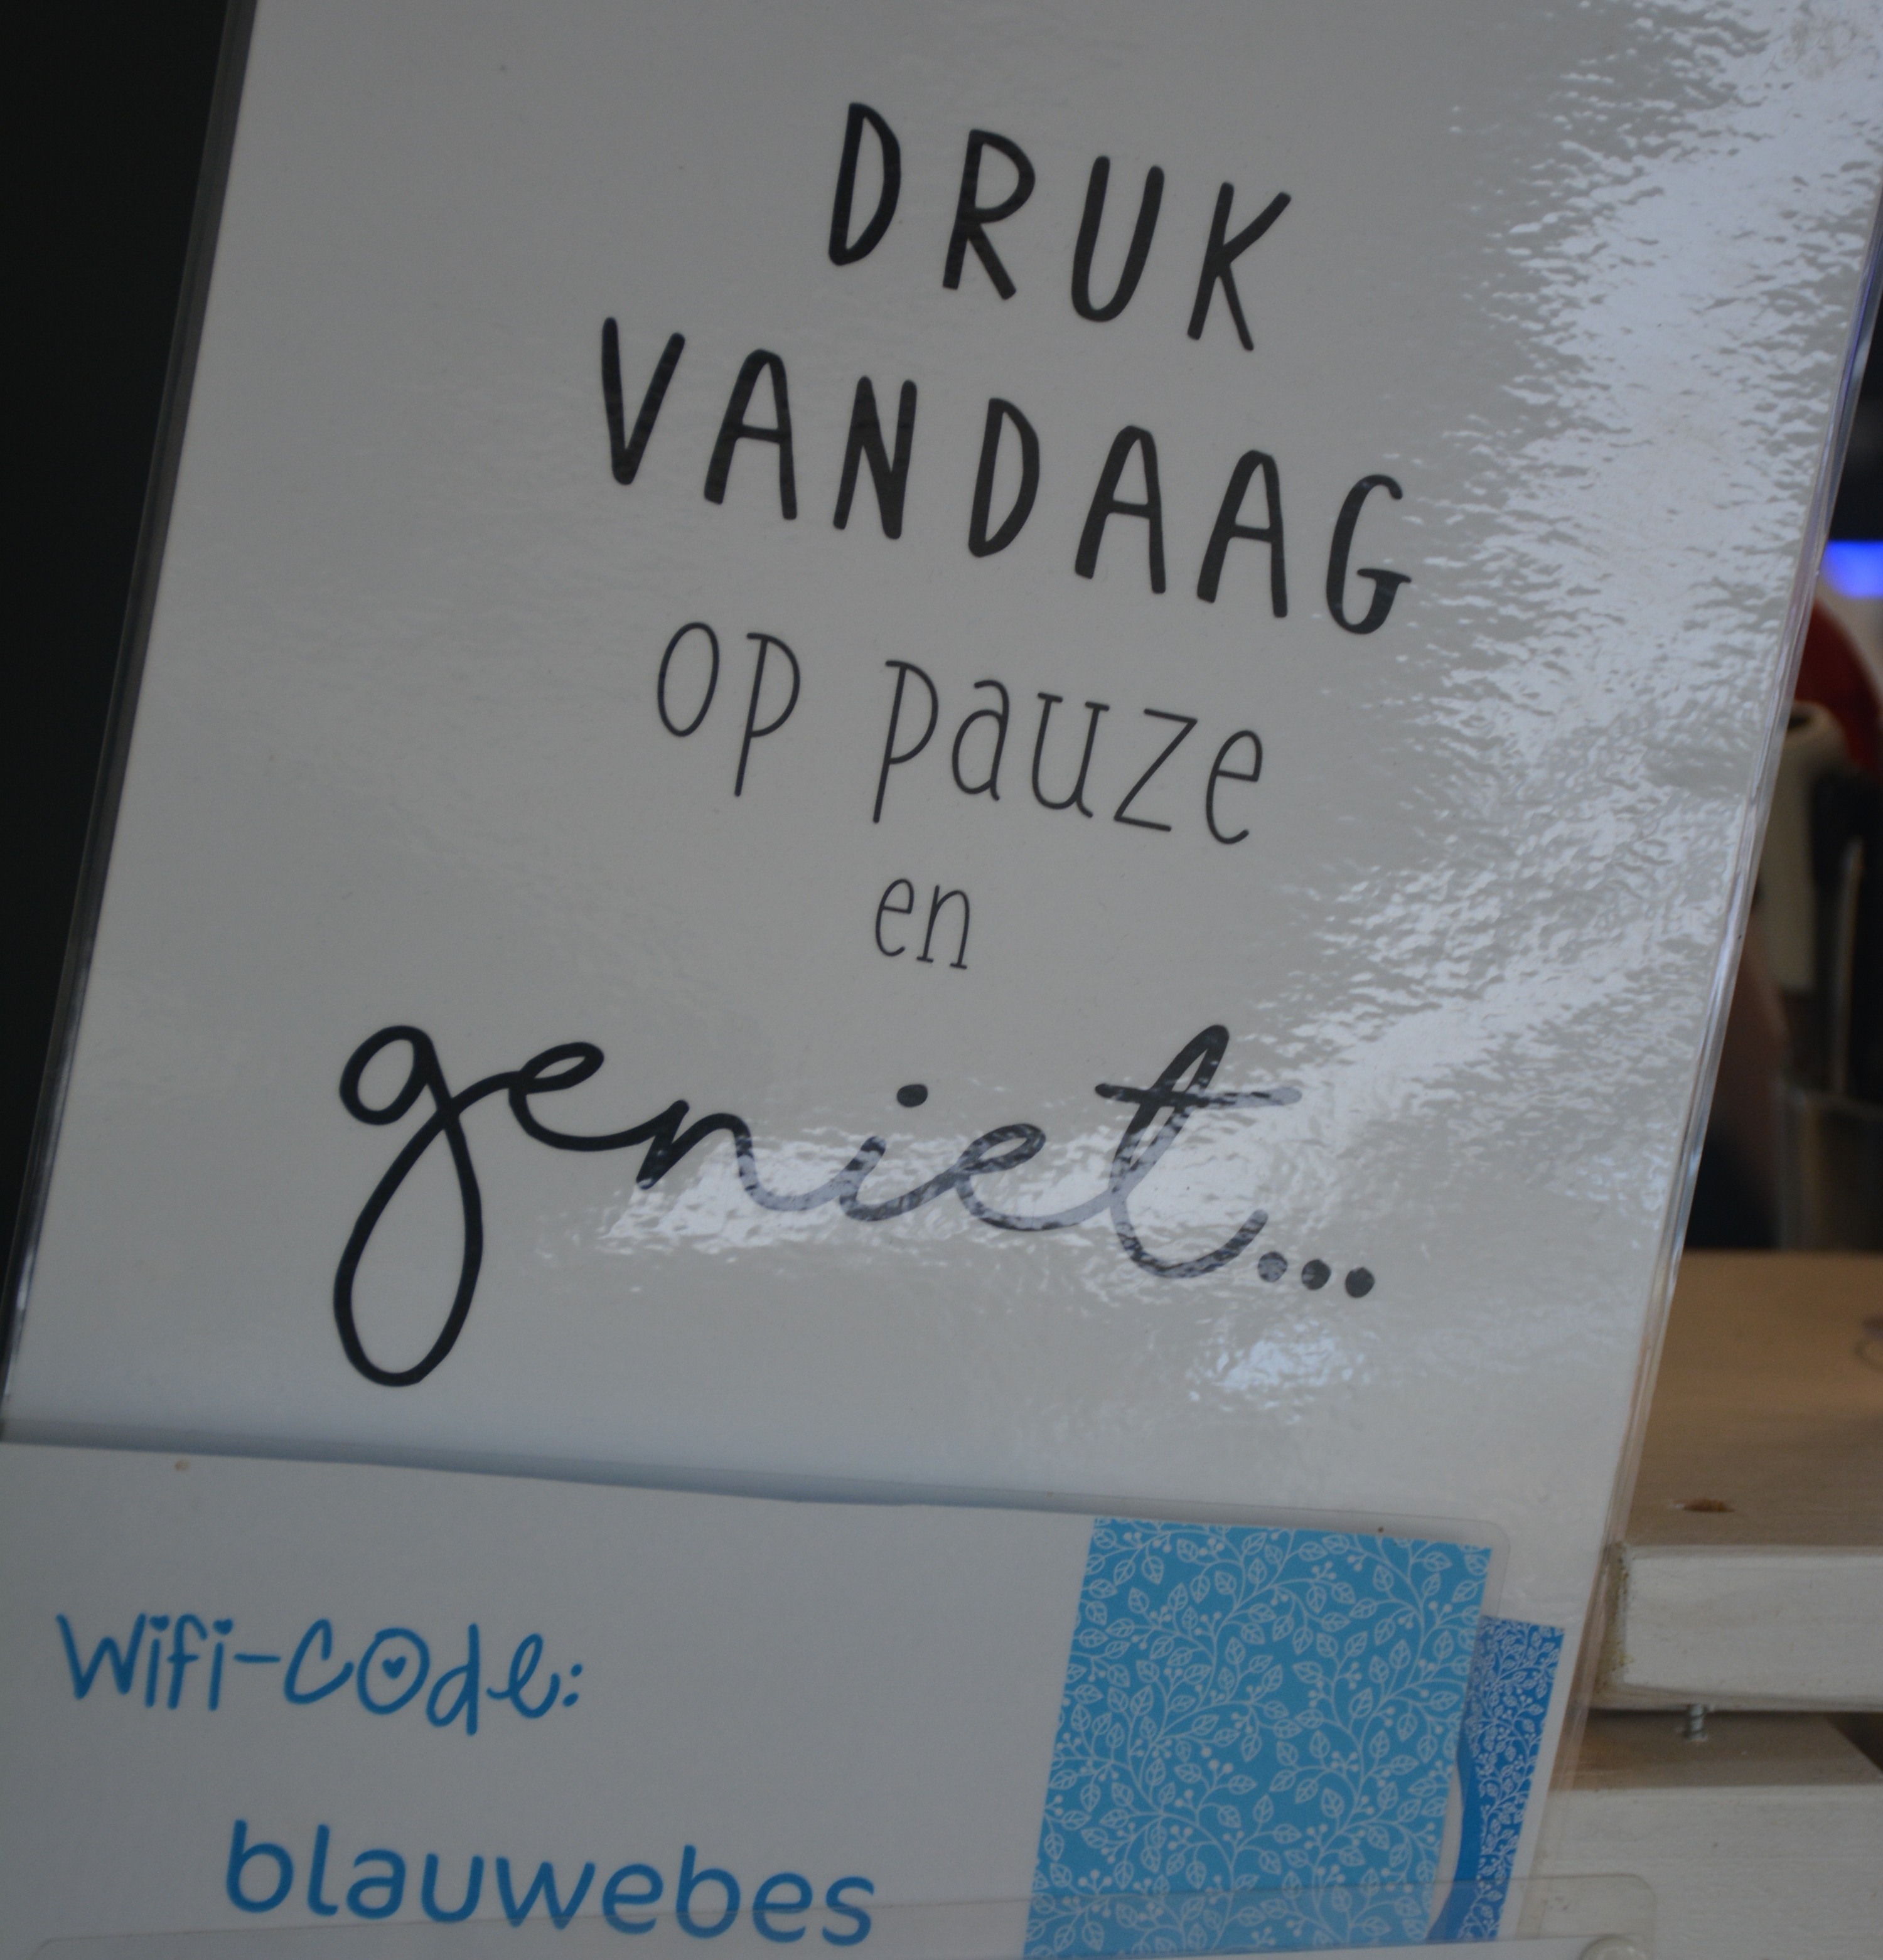 DRUK
VANDAAG
op pauze
en
geniet...
Wifi-code:
blauwebes